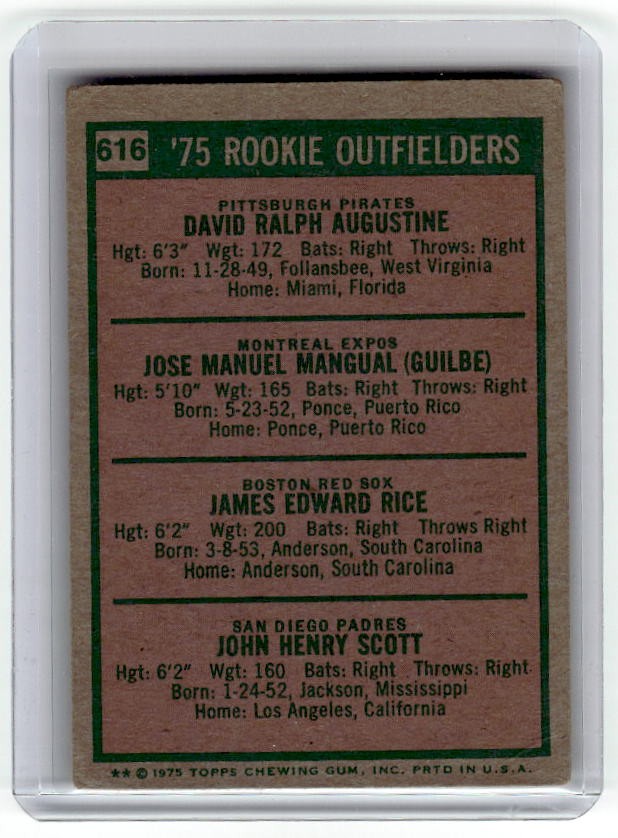 616 '75 ROOKIE OUTFIELDERS
PITTSBURGH PIRATES
DAVID RALPH AUGUSTINE
Hgt: 6'3" Wgt: 172 Bats: Right Throws: Right
Born: 11-28-49, Follansbee, West Virginia
Home: Miami, Florida
MONTREAL EXPOS
JOSE MANUEL MANGUAL (GUILBE)
Hgt: 5'10" Wgt: 165 Bats: Right Throws: Right
Born: 5-23-52, Ponce, Puerto Rico
Home: Ponce, Puerto Rico
BOSTON RED SOX
JAMES EDWARD RICE
Hgt: 6'2" Wgt: 200 Bats: Right Throws Right
Born: 3-8-53, Anderson, South Carolina
Home: Anderson, South Carolina
SAN DIEGO PADRES
JOHN HENRY SCOTT
Hgt: 6'2" Wgt: 160 Bats: Right Throws: Right
Born: 1-24-52, Jackson, Mississippi
Home: Los Angeles, California
** © 1975 TOPPS CHEWING GUM, INC. PRTD IN U.S.A.